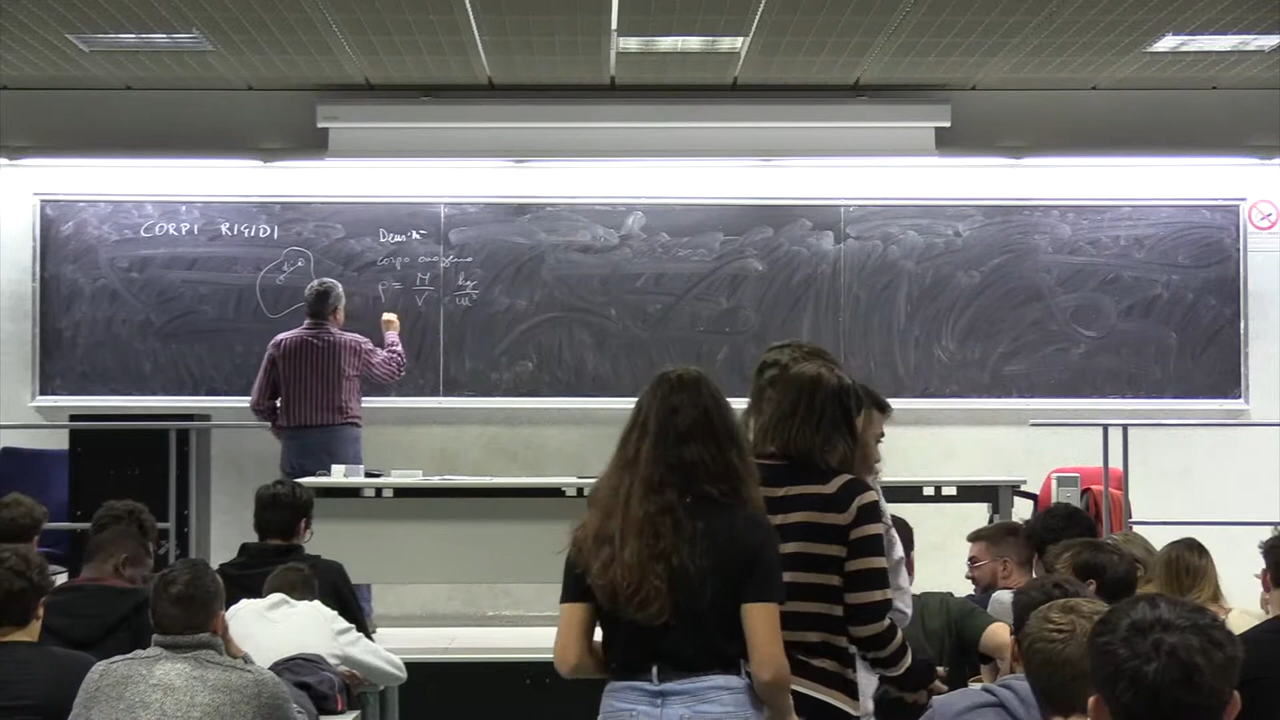 CORPI RIGIDI
Densità
corpo omogeneo
ρ = M/V kg/m³